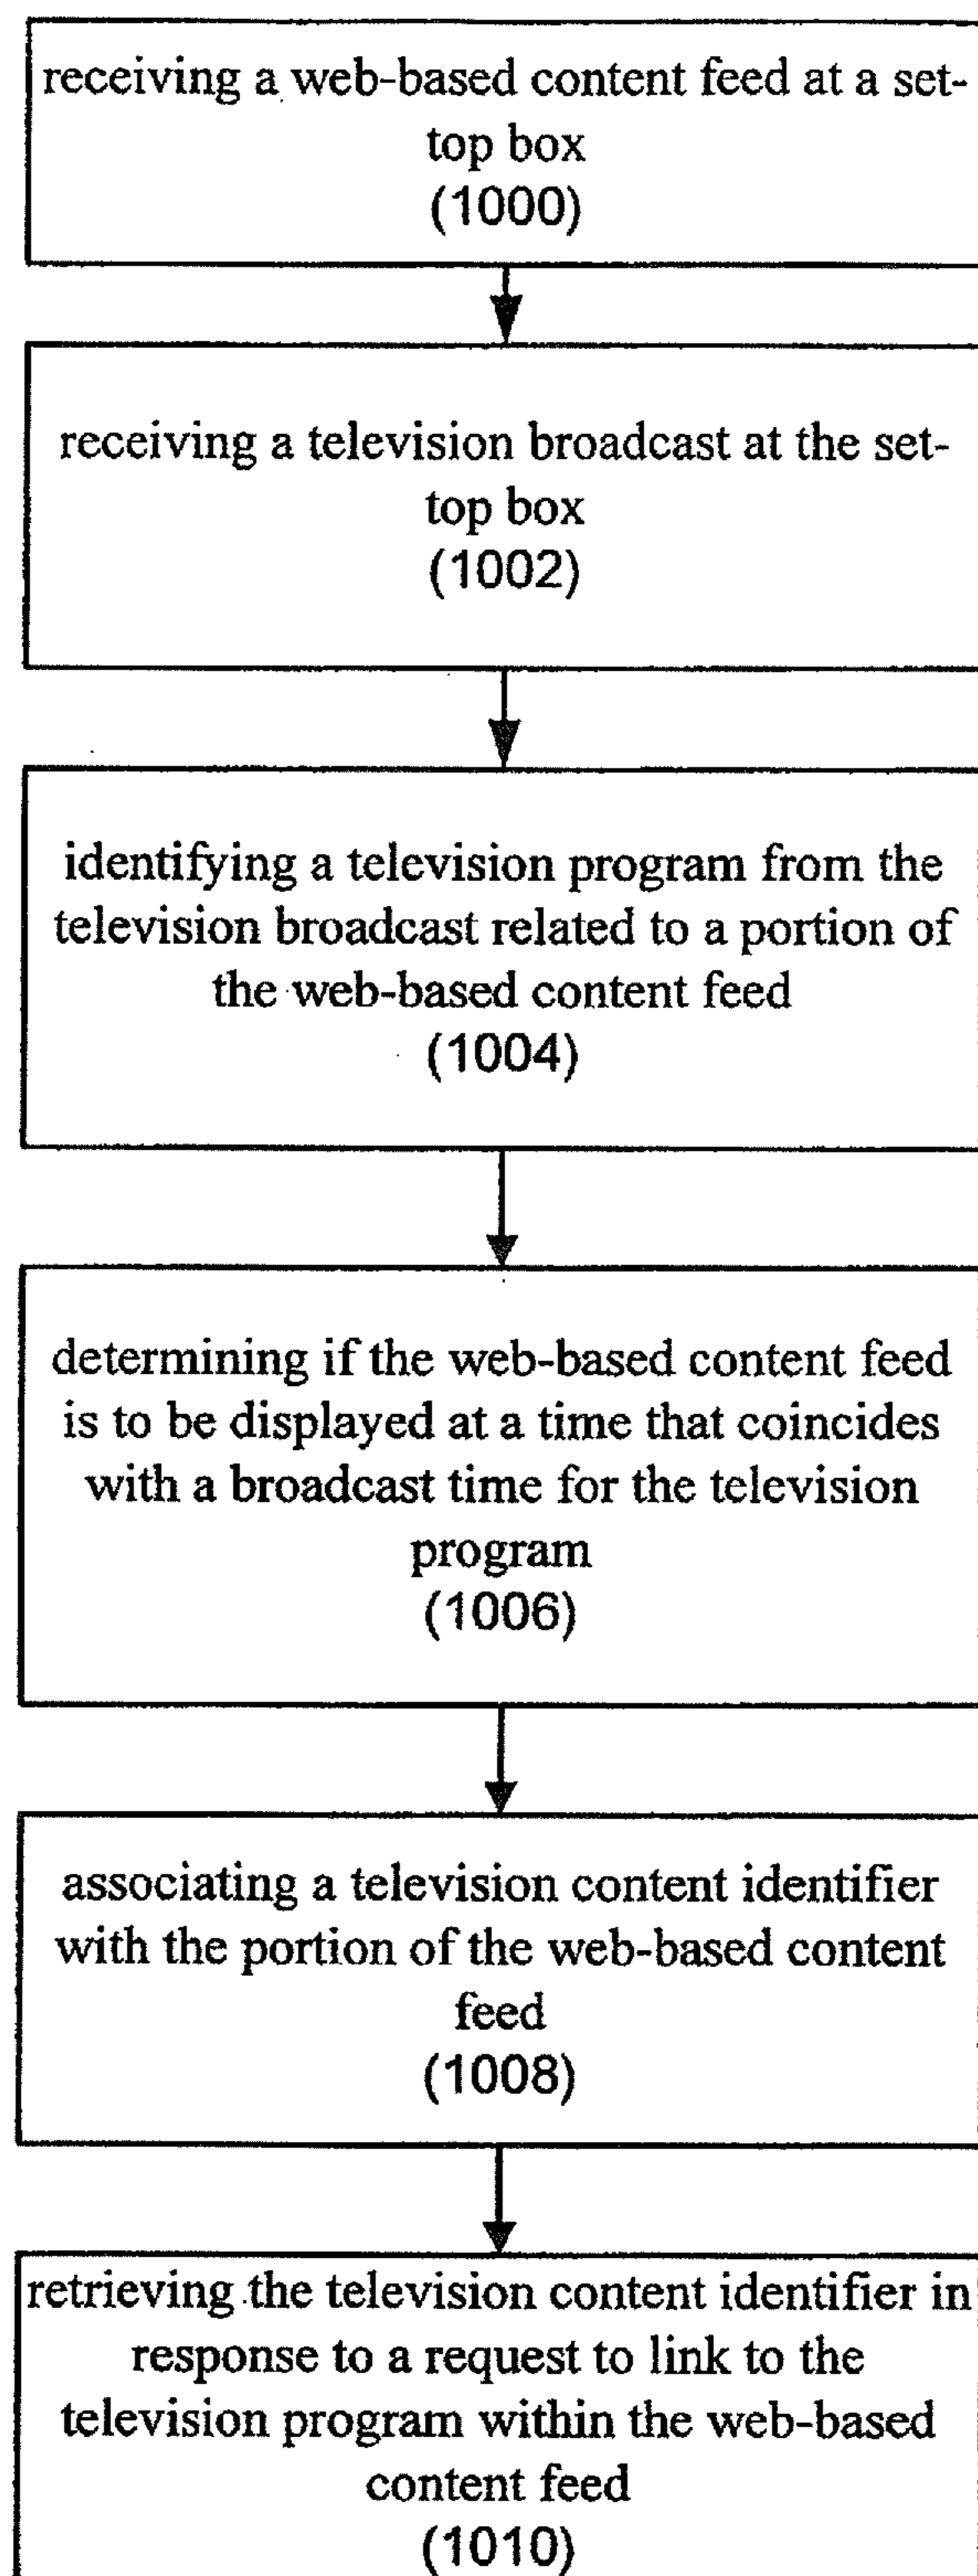 receiving a web-based content feed at a set-
top box
(1000)
receiving a television broadcast at the set-
top box
(1002)
identifying a television program from the
television broadcast related to a portion of
the web-based content feed
(1004)
determining if the web-based content feed
is to be displayed at a time that coincides
with a broadcast time for the television
program
(1006)
associating a television content identifier
with the portion of the web-based content
feed
(1008)
retrieving the television content identifier in
response to a request to link to the
television program within the web-based
content feed
(1010)